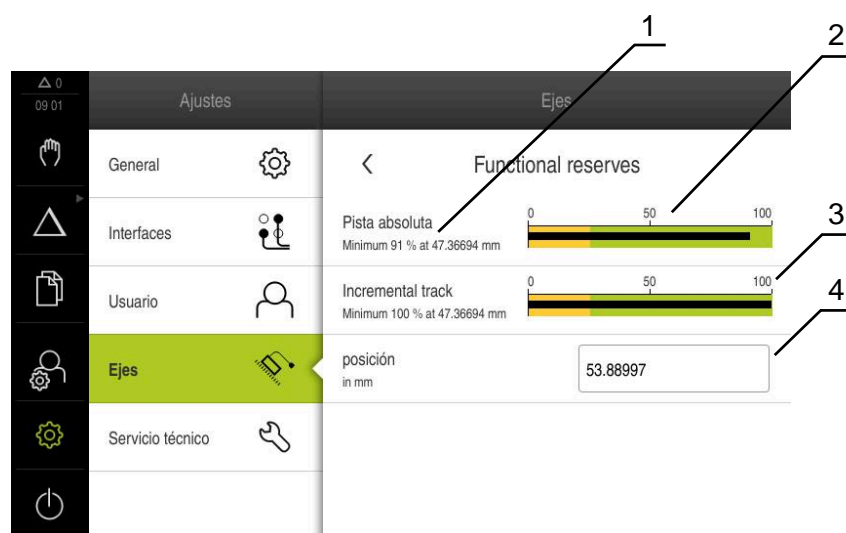 1
2
△ 0
09 01
Ajustes
Ejes
General
Functional reserves
Pista absoluta
Minimum 91 % at 47.36694 mm
0 50 100
Interfaces
3
Usuario
Incremental track
Minimum 100 % at 47.36694 mm
0 50 100
4
Ejes
posición
in mm
53.88997
Servicio técnico